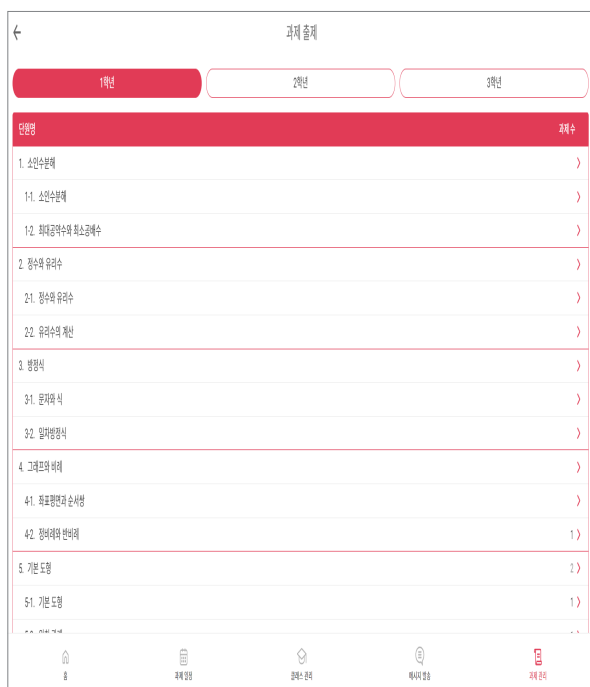 과제 출제
1학년 2학년 3학년
단원명 과제 수
1. 소인수분해
1-1. 소인수분해
1-2. 최대공약수와 최소공배수
2. 정수와 유리수
2-1. 정수와 유리수
2-2. 유리수의 계산
3. 방정식
3-1. 문자와 식
3-2. 일차방정식
4. 그래프와 비례
4-1. 좌표평면과 순서쌍
4-2. 정비례와 반비례 1
5. 기본 도형 2
5-1. 기본 도형 1
홈 과제 일정 클래스 관리 메시지 발송 과제 관리